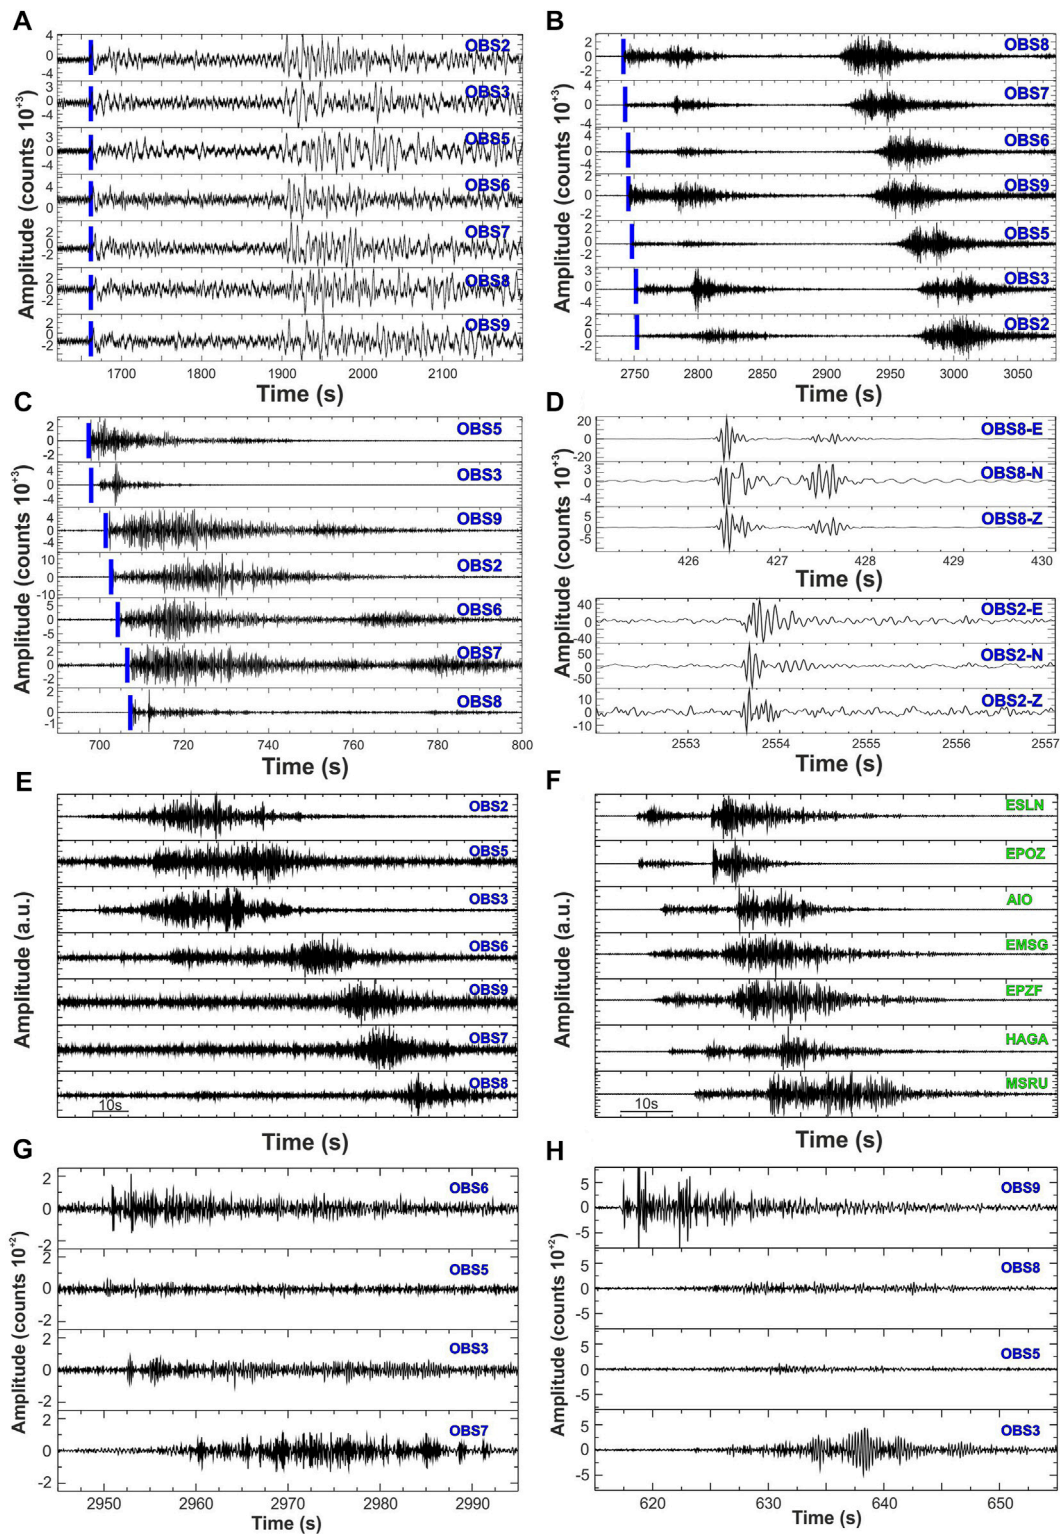 A
Amplitude (counts 10⁺³)
4
0
-4
OBS2
3
0
-4
OBS3
3
0
-4
OBS5
4
0
OBS6
2
-2
OBS7
2
-2
OBS8
2
0
-2
OBS9
1700 1800 1900 2000 2100
Time (s)
B
Amplitude (counts 10⁺³)
2
0
-2
OBS8
4
0
-4
OBS7
4
0
-4
OBS6
2
0
-2
OBS9
2
-2
OBS5
3
0
-4
OBS3
2
-2
OBS2
2750 2800 2850 2900 2950 3000 3050
Time (s)
C
Amplitude (counts 10⁺³)
2
0
-2
OBS5
4
0
-4
OBS3
4
0
-4
OBS9
10
0
-10
OBS2
5
0
-5
OBS6
2
0
-2
OBS7
2
-1
OBS8
700 720 740 760 780 800
Time (s)
D
Amplitude (counts 10⁺³)
20
0
-20
OBS8-E
3
0
-3
OBS8-N
5
-5
OBS8-Z
426 427 428 429 430
40
0
-40
OBS2-E
50
0
-50
OBS2-N
10
0
-10
OBS2-Z
2553 2554 2555 2556 2557
Time (s)
E
Amplitude (a.u.)
OBS2
OBS5
OBS3
OBS6
OBS9
OBS7
OBS8
10s
Time (s)
F
Amplitude (a.u.)
ESLN
EPOZ
AIO
EMSG
EPZF
HAGA
MSRU
10s
Time (s)
G
Amplitude (counts 10⁺²)
2
0
-2
OBS6
2
0
-2
OBS5
2
0
-2
OBS3
2
0
-2
OBS7
2950 2960 2970 2980 2990
Time (s)
H
Amplitude (counts 10⁺²)
5
0
-5
OBS9
5
0
-5
OBS8
5
0
-5
OBS5
5
0
-5
OBS3
620 630 640 650
Time (s)